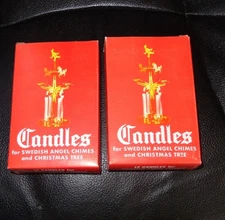 Candles
for SWEDISH ANGEL CHIMES
and CHRISTMAS TREE
Candles
for SWEDISH ANGEL CHIMES
and CHRISTMAS TREE